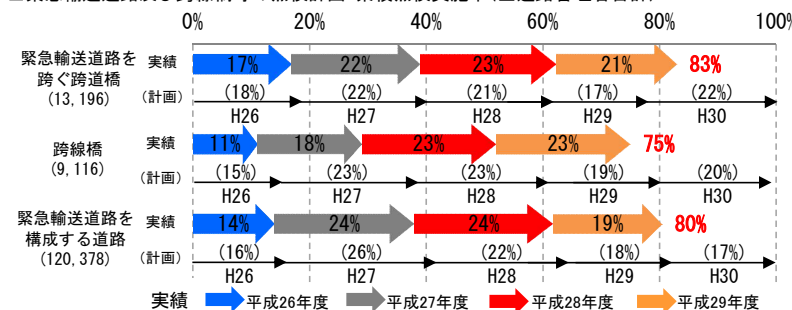 0% 20% 40% 60% 80% 100%
緊急輸送道路を
跨ぐ跨道橋
(13,196)
実績 17% 22% 23% 21% 83%
(計画) (18%) (22%) (21%) (17%) (22%)
H26 H27 H28 H29 H30
跨線橋
(9,116)
実績 11% 18% 23% 23% 75%
(計画) (15%) (23%) (23%) (19%) (20%)
H26 H27 H28 H29 H30
緊急輸送道路を
構成する道路
(120,378)
実績 14% 24% 24% 19% 80%
(計画) (16%) (26%) (22%) (18%) (17%)
H26 H27 H28 H29 H30
実績 平成26年度 平成27年度 平成28年度 平成29年度